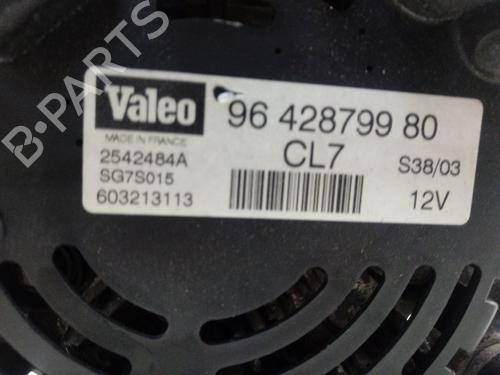 Valeo
96 428799 80
MADE IN FRANCE
CL7
2542484A
S38/03
SG7S015
603213113
12V
B-PARTS